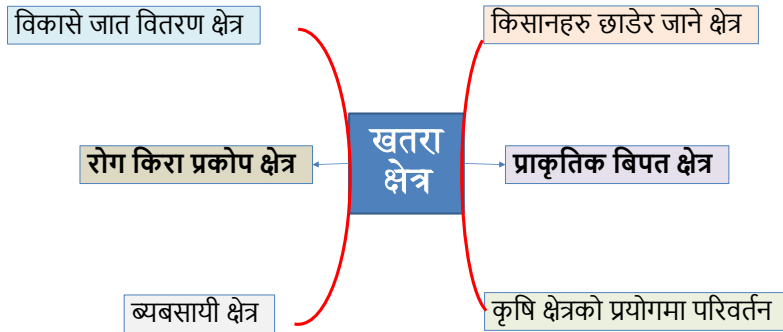 विकासे जात वितरण क्षेत्र
किसानहरु छाडेर जाने क्षेत्र
खतरा
क्षेत्र
रोग किरा प्रकोप क्षेत्र
प्राकृतिक बिपत क्षेत्र
ब्यबसायी क्षेत्र
कृषि क्षेत्रको प्रयोगमा परिवर्तन